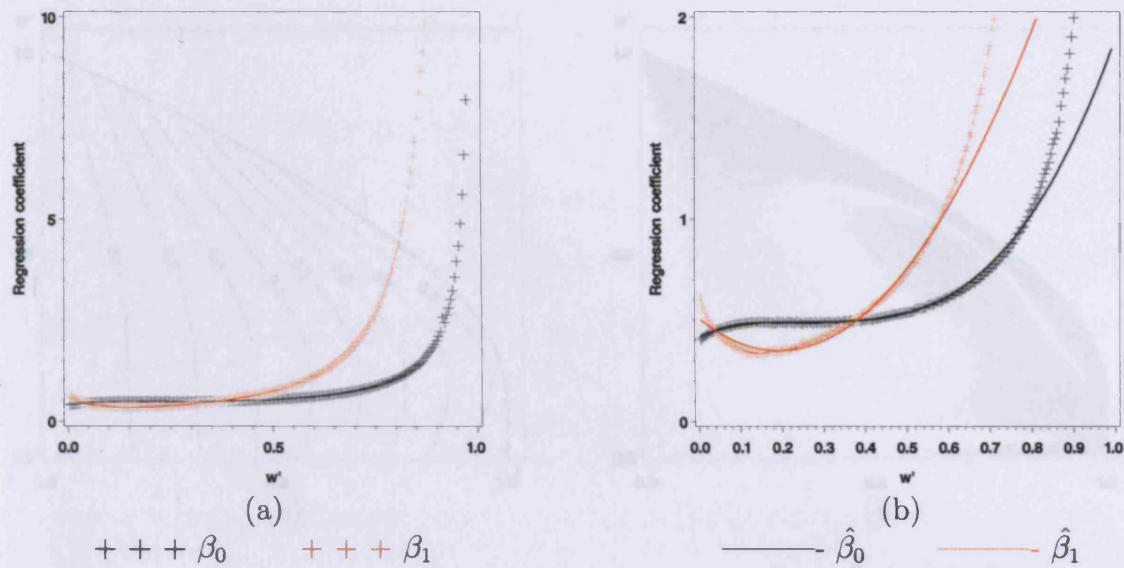 10
5
0
Regression coefficient
0.0
0.5
1.0
w'
(a)
2
1
0
Regression coefficient
0.0 0.1 0.2 0.3 0.4 0.5 0.6 0.7 0.8 0.9 1.0
w'
(b)
+ + + β₀ + + + β₁
β̂₀ β̂₁